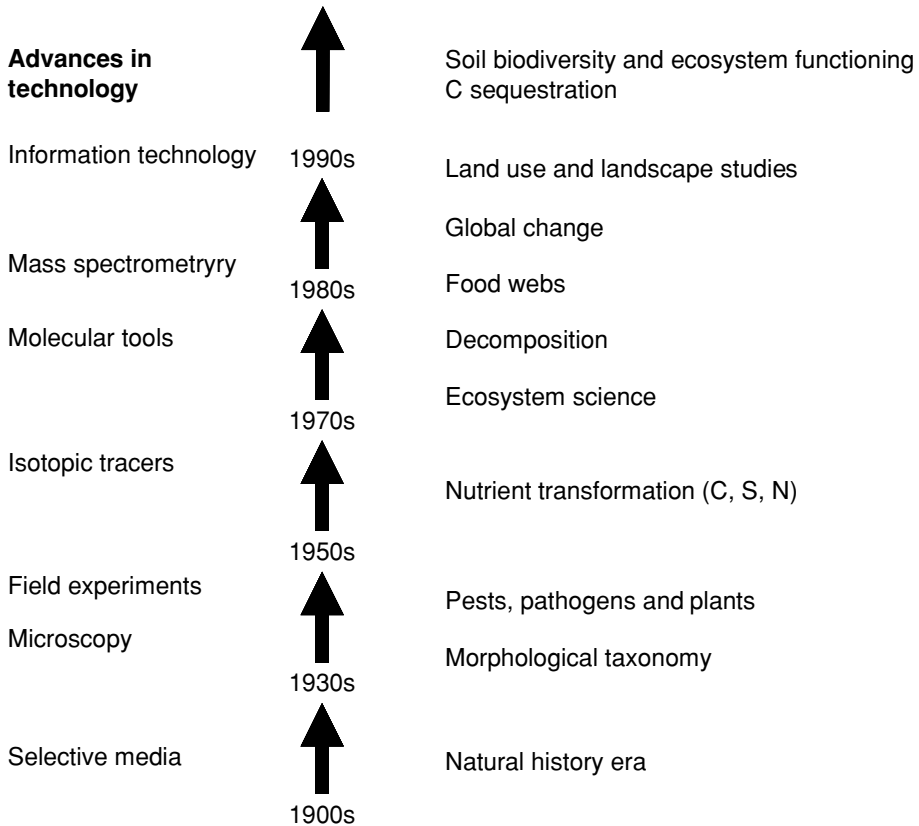 Advances in
technology
Soil biodiversity and ecosystem functioning
C sequestration
Information technology
1990s
Land use and landscape studies
Global change
Mass spectrometryry
1980s
Food webs
Molecular tools
Decomposition
Ecosystem science
1970s
Isotopic tracers
Nutrient transformation (C, S, N)
1950s
Field experiments
Pests, pathogens and plants
Microscopy
Morphological taxonomy
1930s
Selective media
Natural history era
1900s